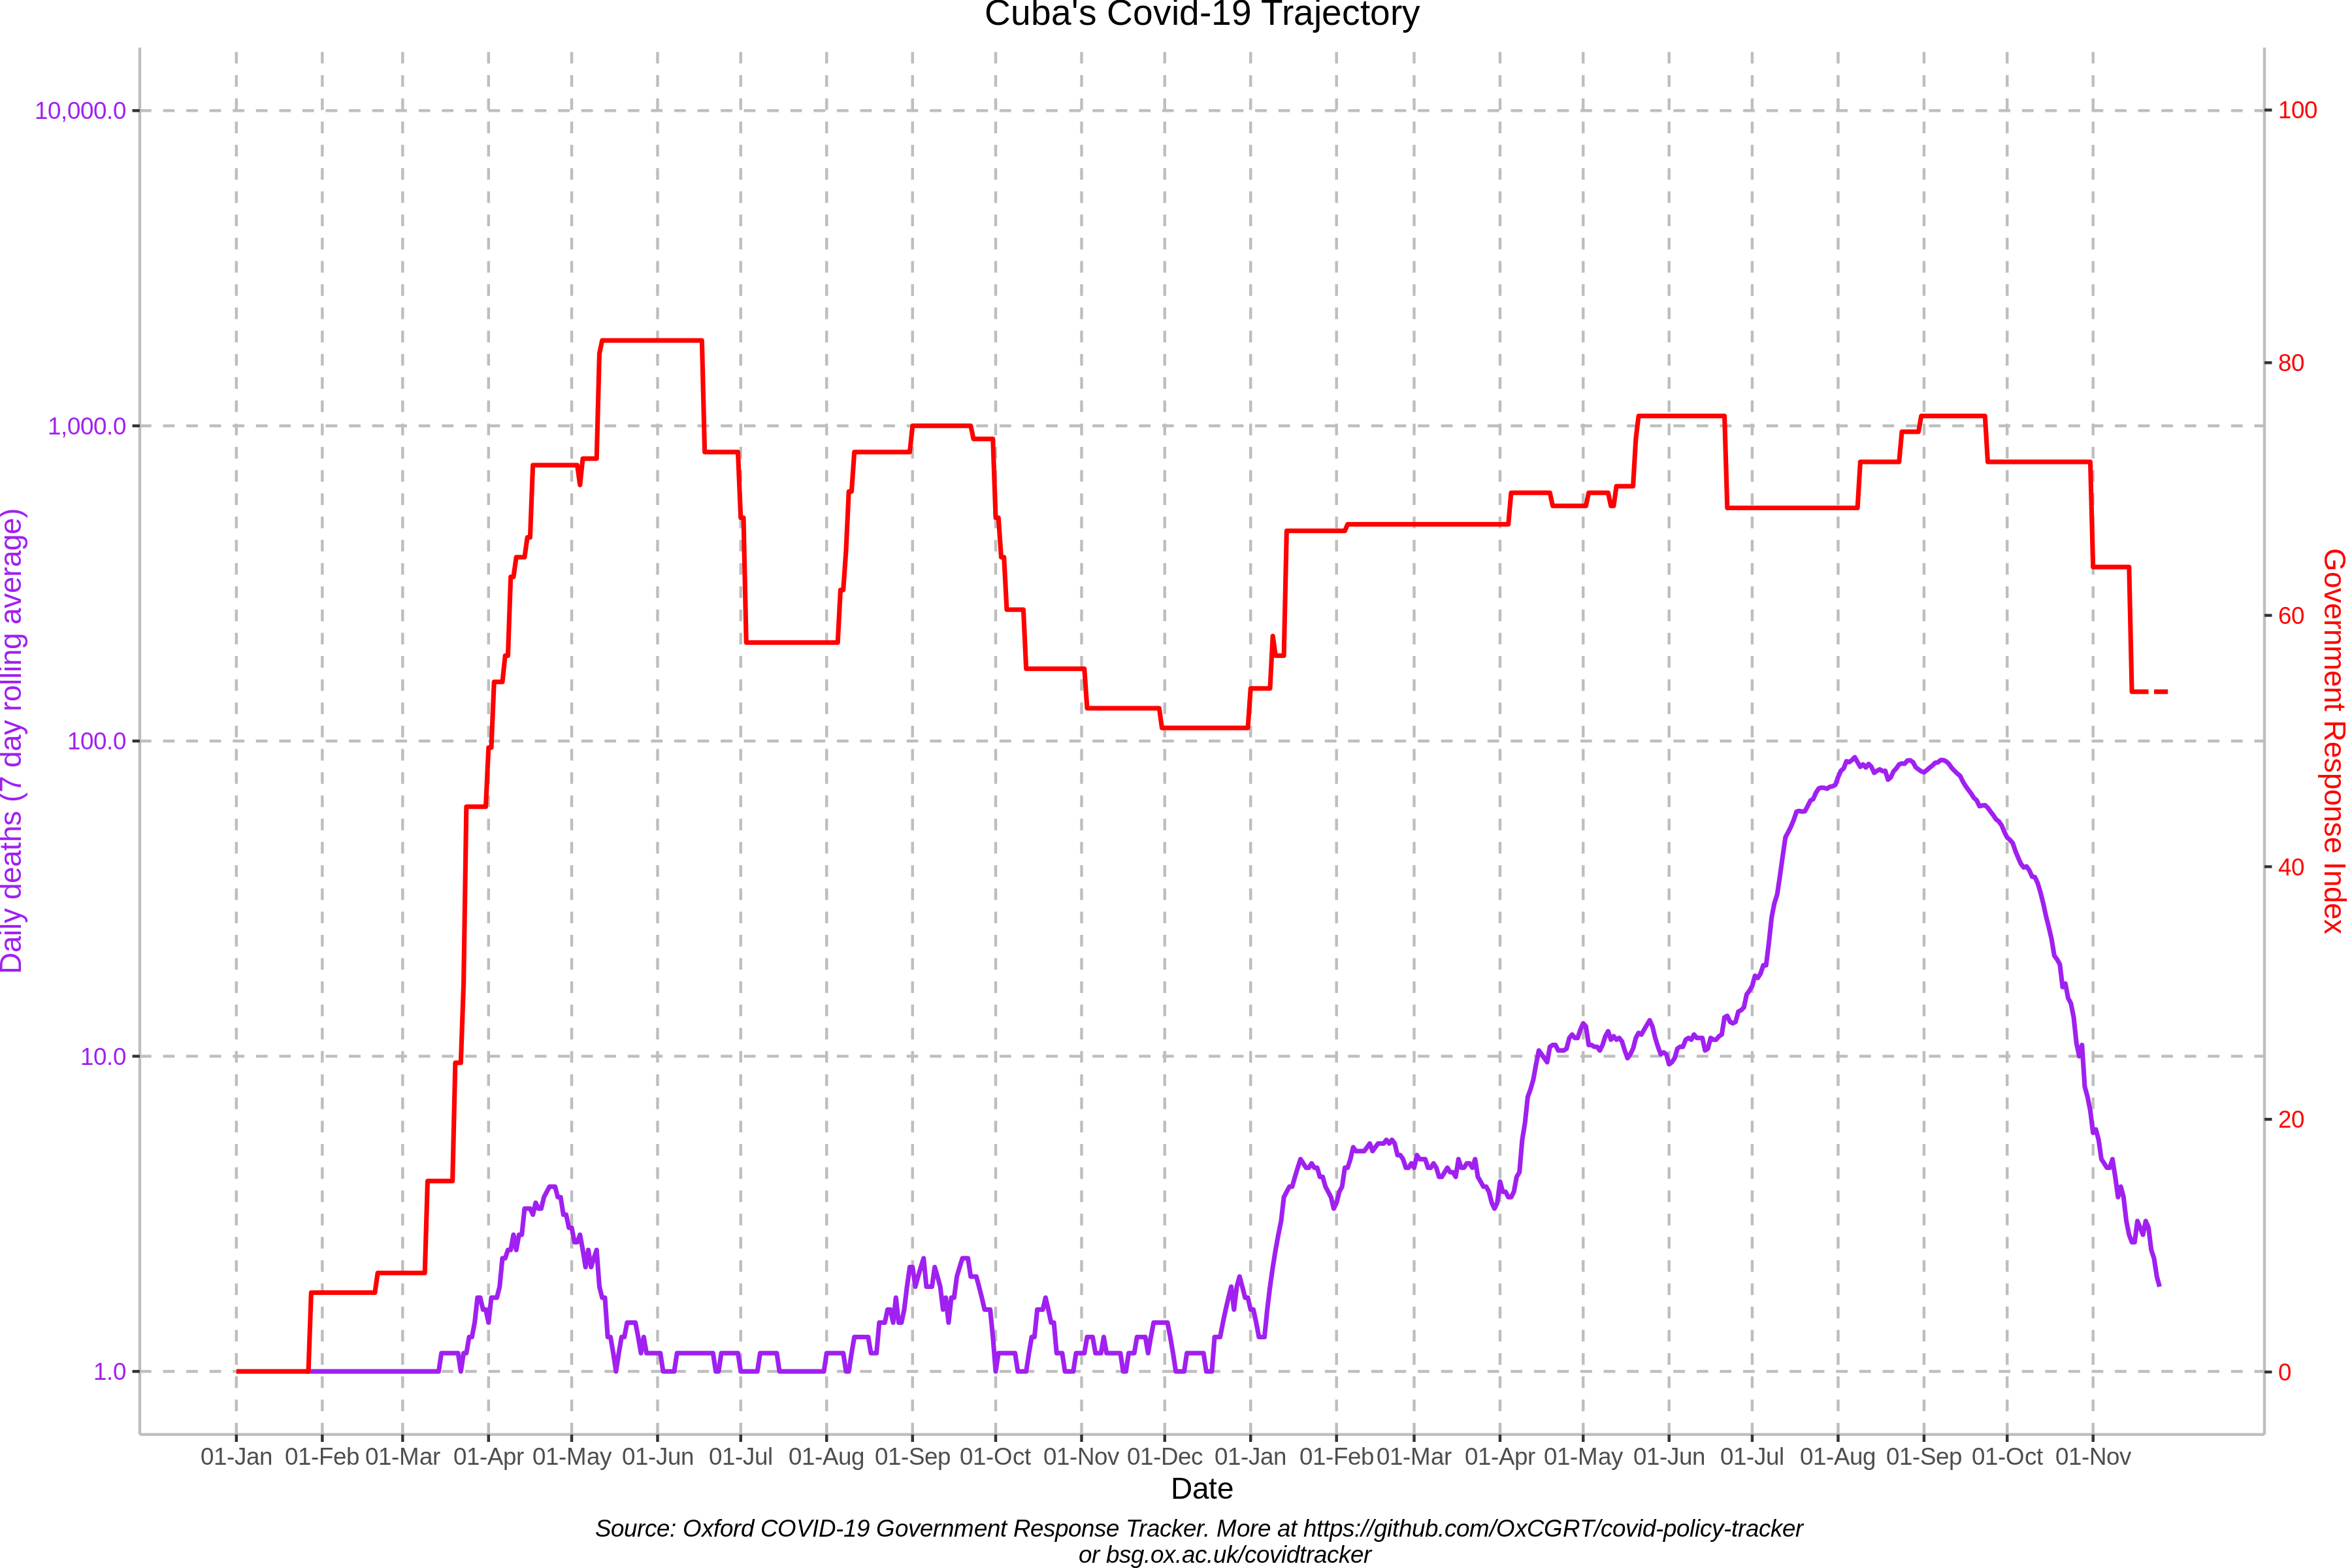 Cuba's Covid-19 Trajectory
10,000.0
1,000.0
100.0
10.0
1.0
Daily deaths (7 day rolling average)
100
80
60
40
20
0
Government Response Index
01-Jan 01-Feb 01-Mar 01-Apr 01-May 01-Jun 01-Jul 01-Aug 01-Sep 01-Oct 01-Nov 01-Dec 01-Jan 01-Feb 01-Mar 01-Apr 01-May 01-Jun 01-Jul 01-Aug 01-Sep 01-Oct 01-Nov
Date
Source: Oxford COVID-19 Government Response Tracker. More at https://github.com/OxCGRT/covid-policy-tracker
or bsg.ox.ac.uk/covidtracker